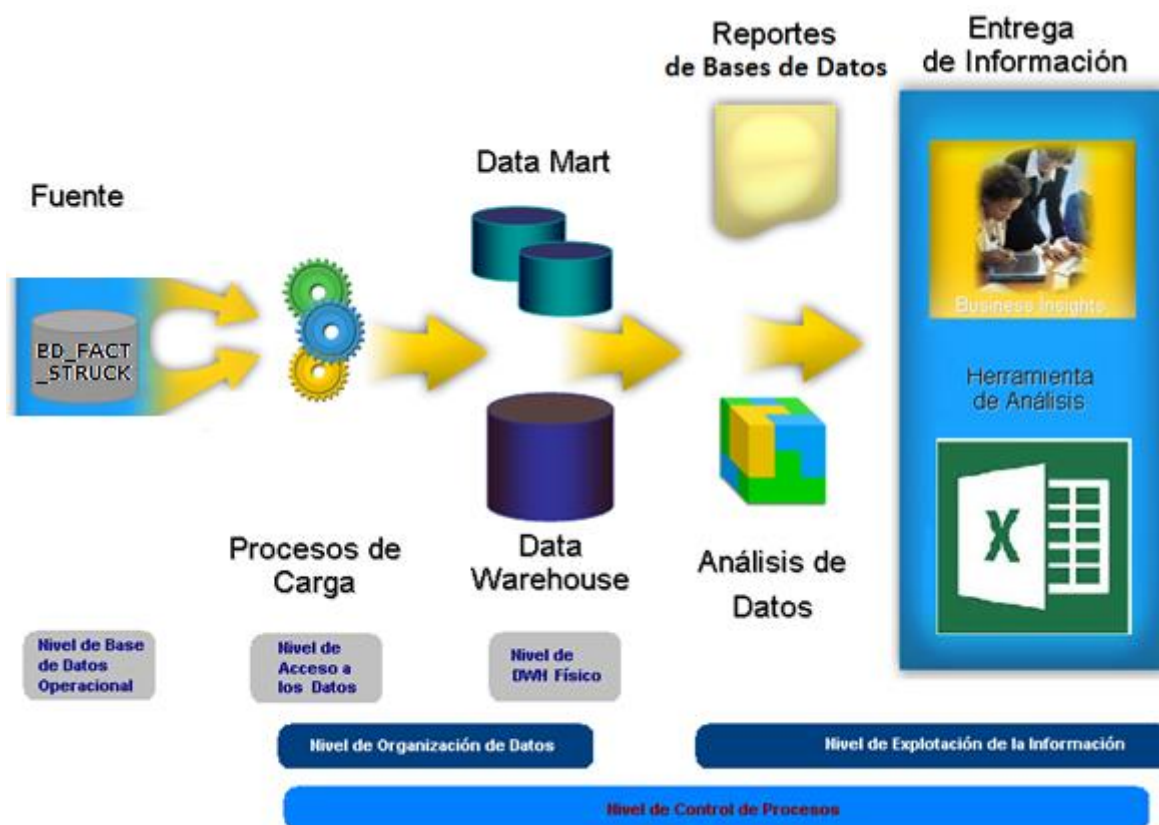 Reportes
de Bases de Datos
Entrega
de Información
Data Mart
Fuente
BD_FACT
_STRUCK
Business Insights
Herramienta
de Análisis
X
Procesos de
Carga
Data
Warehouse
Análisis de
Datos
Nivel de Base
de Datos
Operacional
Nivel de
Acceso a
los Datos
Nivel de
DWH Físico
Nivel de Organización de Datos
Nivel de Explotación de la Información
Nivel de Control de Procesos